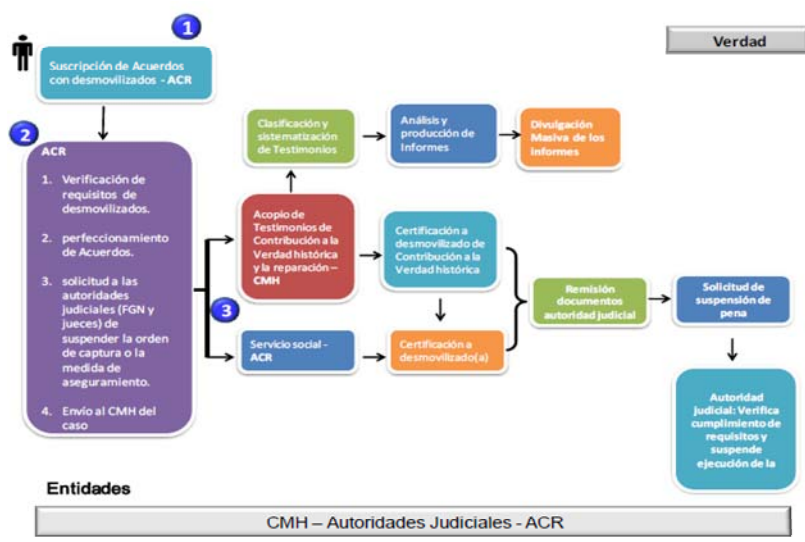 1
Verdad
Suscripción de Acuerdos
con desmovilizados - ACR
2
ACR
1. Verificación de
requisitos de
desmovilizados.
2. perfeccionamiento
de Acuerdos.
3. solicitud a las
autoridades
judiciales (FGN y
jueces) de
suspender la orden
de captura o la
medida de
aseguramiento.
4. Envío al CMH del
caso
3
Clasificación y
sistematización
de Testimonios
Análisis y
producción de
Informes
Divulgación
Masiva de los
Informes
Acopio de
Testimonios de
Contribución a la
Verdad histórica
y la reparación –
CMH
Certificación a
desmovilizado de
Contribución a
la Verdad histórica
Servicio social -
ACR
Certificación a
desmovilizado(a)
Remisión
documentos
autoridad judicial
Solicitud de
suspensión de
pena
Autoridad
judicial: Verifica
cumplimiento de
requisitos y
suspende
ejecución de la
Entidades
CMH – Autoridades Judiciales - ACR